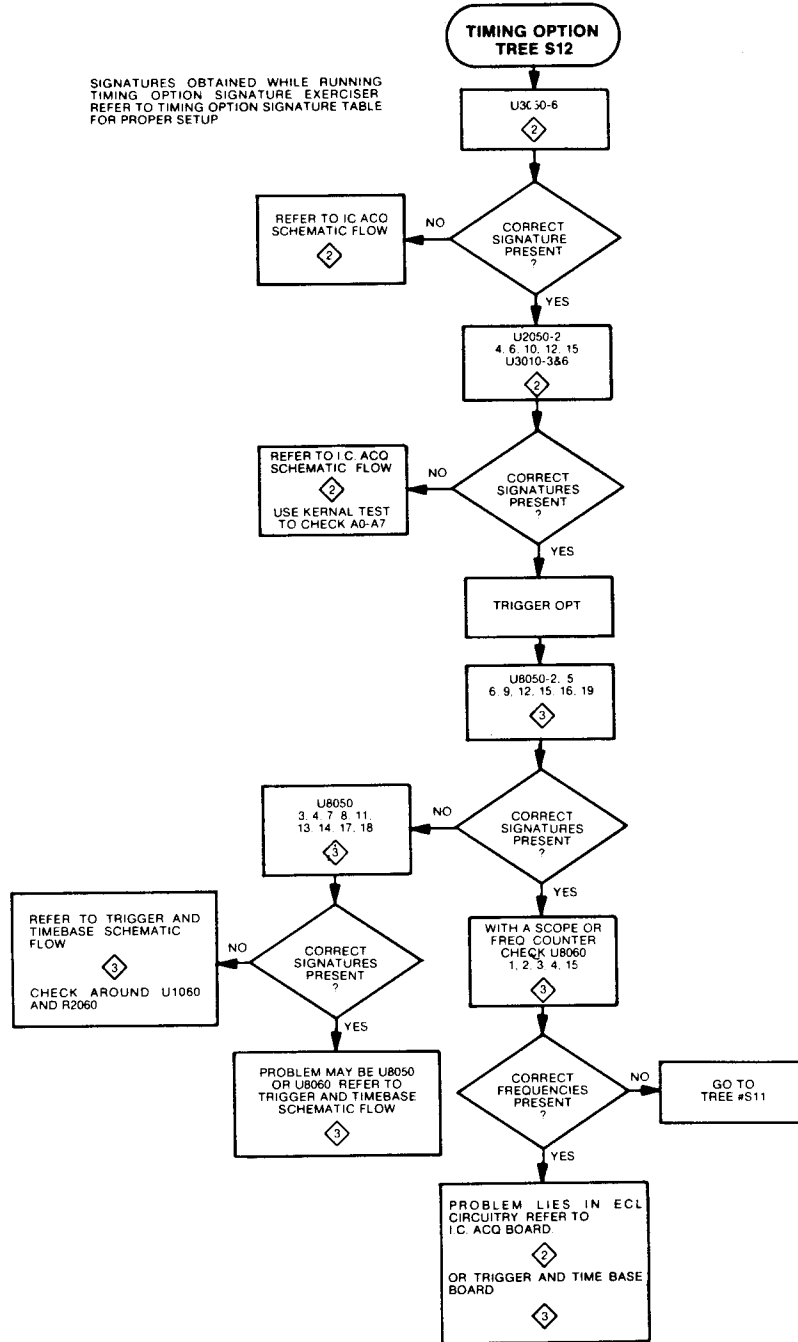 TIMING OPTION
TREE S12
SIGNATURES OBTAINED WHILE RUNNING
TIMING OPTION SIGNATURE EXERCISER
REFER TO TIMING OPTION SIGNATURE TABLE
FOR PROPER SETUP
-6
2
CORRECT
SIGNATURE
PRESENT
?
NO
REFER TO IC ACQ
SCHEMATIC FLOW
2
YES
U2050-2
4. 6. 10. 12. 15
U3010-3&6
2
CORRECT
SIGNATURES
PRESENT
?
NO
REFER TO I.C. ACQ
SCHEMATIC FLOW
2
USE KERNAL TEST
TO CHECK A0-A7
YES
TRIGGER OPT
U8050-2. 5
6. 9. 12. 15. 16. 19
3
CORRECT
SIGNATURES
PRESENT
?
NO
U8050
3. 4. 7 8. 11.
13. 14. 17. 18
3
CORRECT
SIGNATURES
PRESENT
?
NO
REFER TO TRIGGER AND
TIMEBASE SCHEMATIC
FLOW
3
CHECK AROUND U1060
AND R2060
YES
PROBLEM MAY BE U8050
OR U8060 REFER TO
TRIGGER AND TIMEBASE
SCHEMATIC FLOW
3
YES
WITH A SCOPE OR
FREQ COUNTER
CHECK U8060
1. 2. 3. 4. 15
3
CORRECT
FREQUENCIES
PRESENT
?
NO
GO TO
TREE #S11
YES
PROBLEM LIES IN ECL
CIRCUITRY REFER TO
I.C. ACQ BOARD.
2
OR TRIGGER AND TIME BASE
BOARD
3